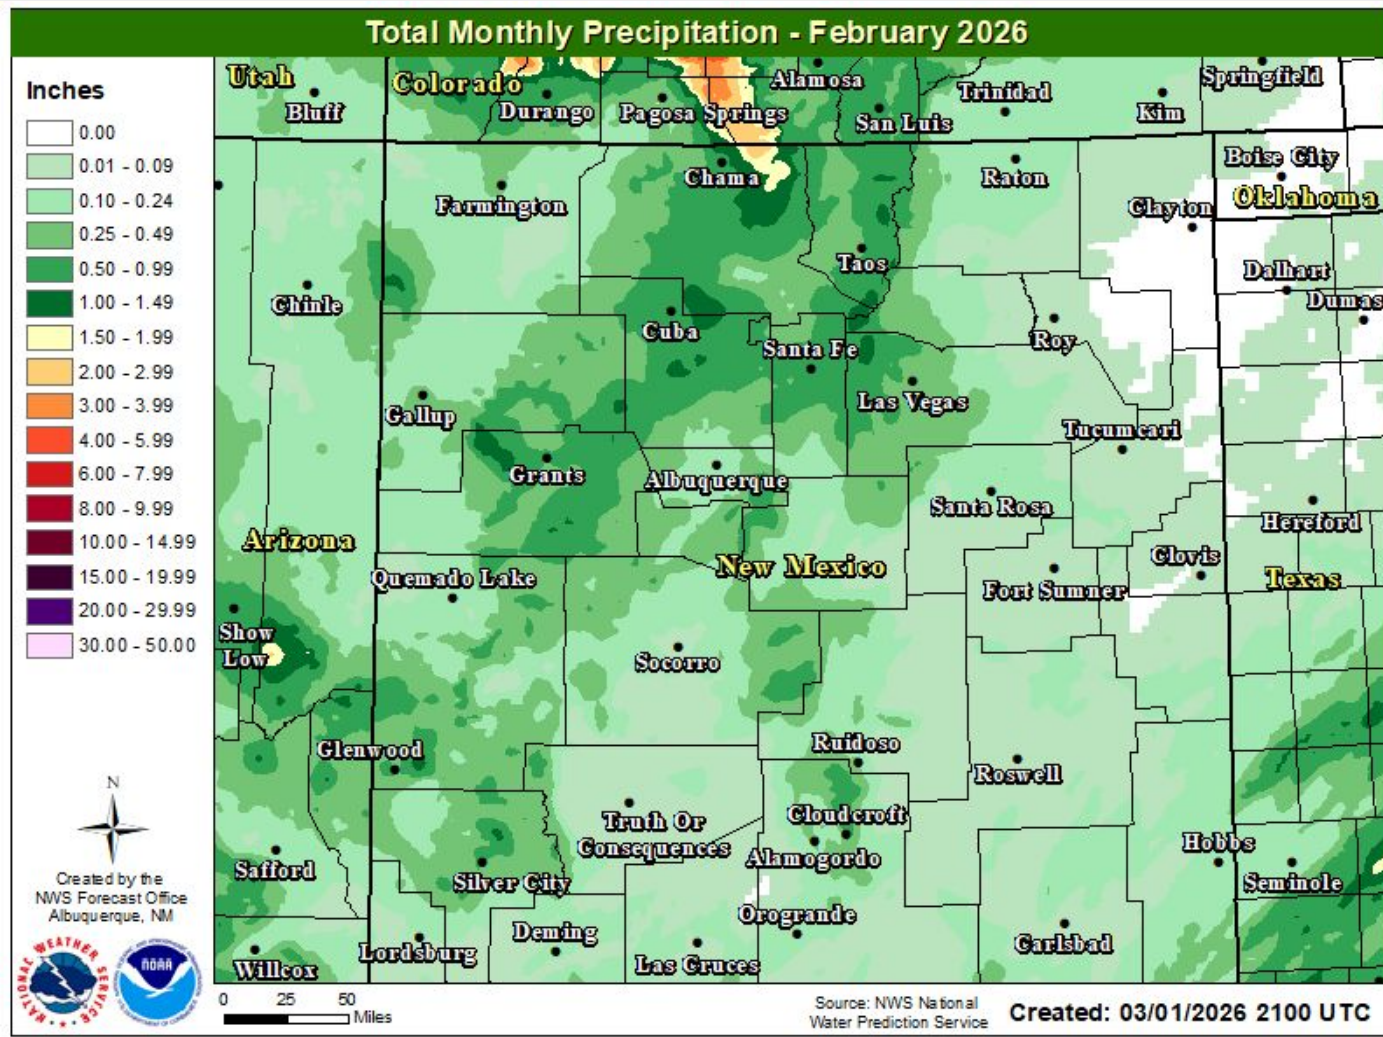 Total Monthly Precipitation - February 2026
Inches
0.00
0.01 - 0.09
0.10 - 0.24
0.25 - 0.49
0.50 - 0.99
1.00 - 1.49
1.50 - 1.99
2.00 - 2.99
3.00 - 3.99
4.00 - 5.99
6.00 - 7.99
8.00 - 9.99
10.00 - 14.99
15.00 - 19.99
20.00 - 29.99
30.00 - 50.00
N
Created by the
NWS Forecast Office
Albuquerque, NM
NATIONAL WEATHER SERVICE
NOAA
Utah
Colorado
Alamosa
Springfield
Bluff
Durango
Pagosa Springs
San Luis
Trinidad
Kim
Boise City
Oklahoma
Chama
Raton
Farmington
Clayton
Taos
Dalhart
Dumas
Chinle
Cuba
Santa Fe
Roy
Gallup
Las Vegas
Tucumcari
Grants
Albuquerque
Santa Rosa
Hereford
Arizona
New Mexico
Clovis
Texas
Quemado Lake
Fort Sumner
Show
Low
Socorro
Glenwood
Ruidoso
Roswell
Truth Or
Consequences
Cloudcroft
Alamogordo
Hobbs
Safford
Silver City
Seminole
Orogrande
Lordsburg
Deming
Las Cruces
Carlsbad
Willcox
0 25 50
Miles
Source: NWS National
Water Prediction Service
Created: 03/01/2026 2100 UTC